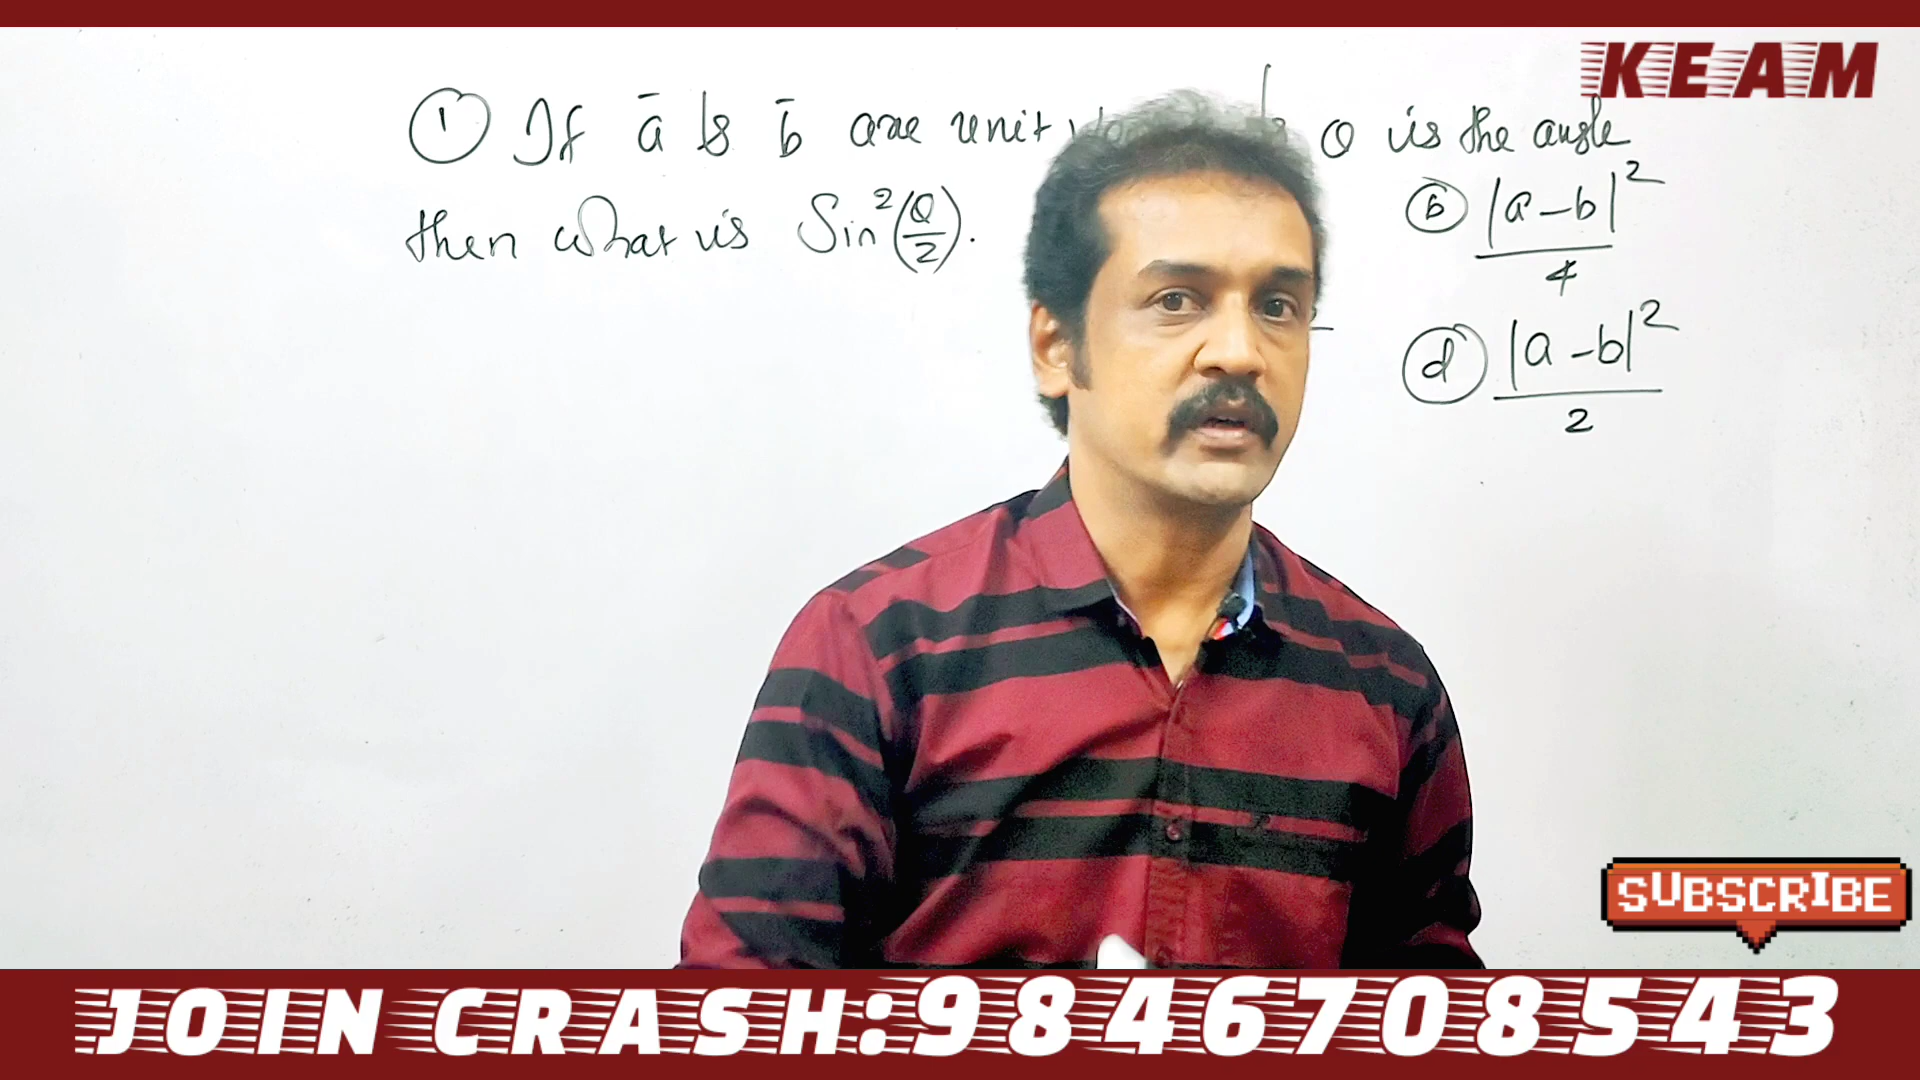 KEAM
① If ā & b̄ are unit θ is the angle
then what is Sin²(θ/2).
ⓑ |a-b|²/4
ⓓ |a-b|²/2
SUBSCRIBE
JOIN CRASH:9846708543